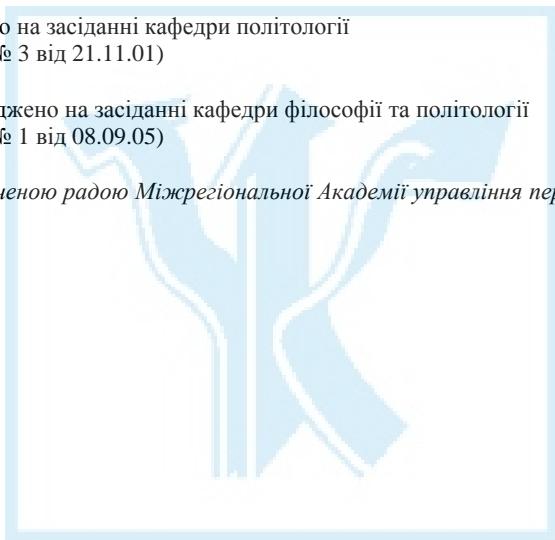 о на засіданні кафедри політології
№ 3 від 21.11.01)
джено на засіданні кафедри філософії та політології
№ 1 від 08.09.05)
ченою радою Міжрегіональної Академії управління пер